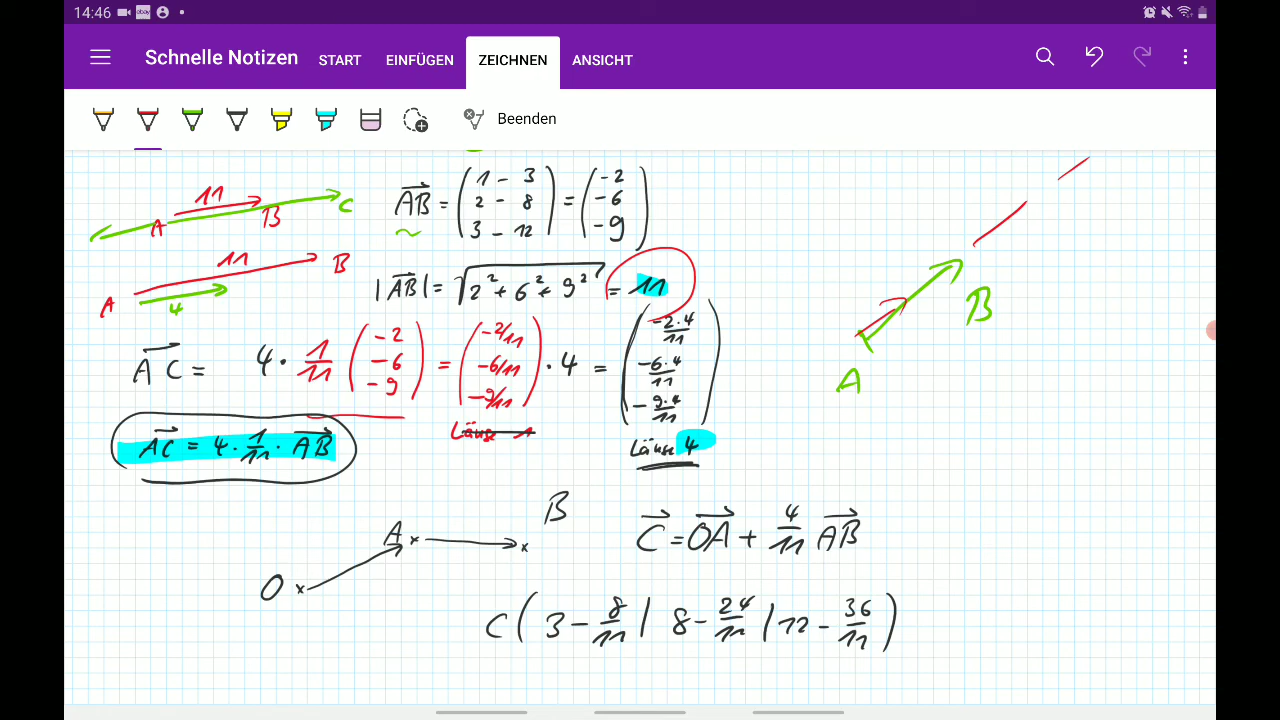 14:46 ebay
Schnelle Notizen START EINFÜGEN ZEICHNEN ANSICHT
Beenden
A 11 B C
AB = (1 - 3 2 - 8 3 - 12) = (-2 -6 -9)
A 11 B 4
|AB| = √2² + 6² + 9² = 11
AC = 4 · 1/11 (-2 -6 -9) = (-2/11 -6/11 -9/11) · 4 = (-2·4/11 -6·4/11 -9·4/11)
A B
Länge 1
Länge 4
AC = 4 · 1/11 · AB
O A B
C = OA + 4/11 AB
C ( 3 - 8/11 | 8 - 24/11 | 12 - 36/11 )